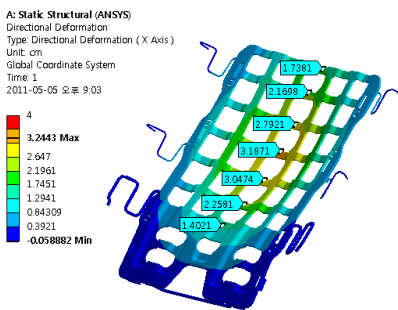 A: Static Structural (ANSYS)
Directional Deformation
Type: Directional Deformation ( X Axis )
Unit: cm
Global Coordinate System
Time: 1
2011-05-05 오후 9:03
4
3.2443 Max
2.647
2.1961
1.7451
1.2941
0.84309
0.3921
-0.058882 Min
1.7381
2.1698
2.7921
3.1871
3.0474
2.2581
1.4021